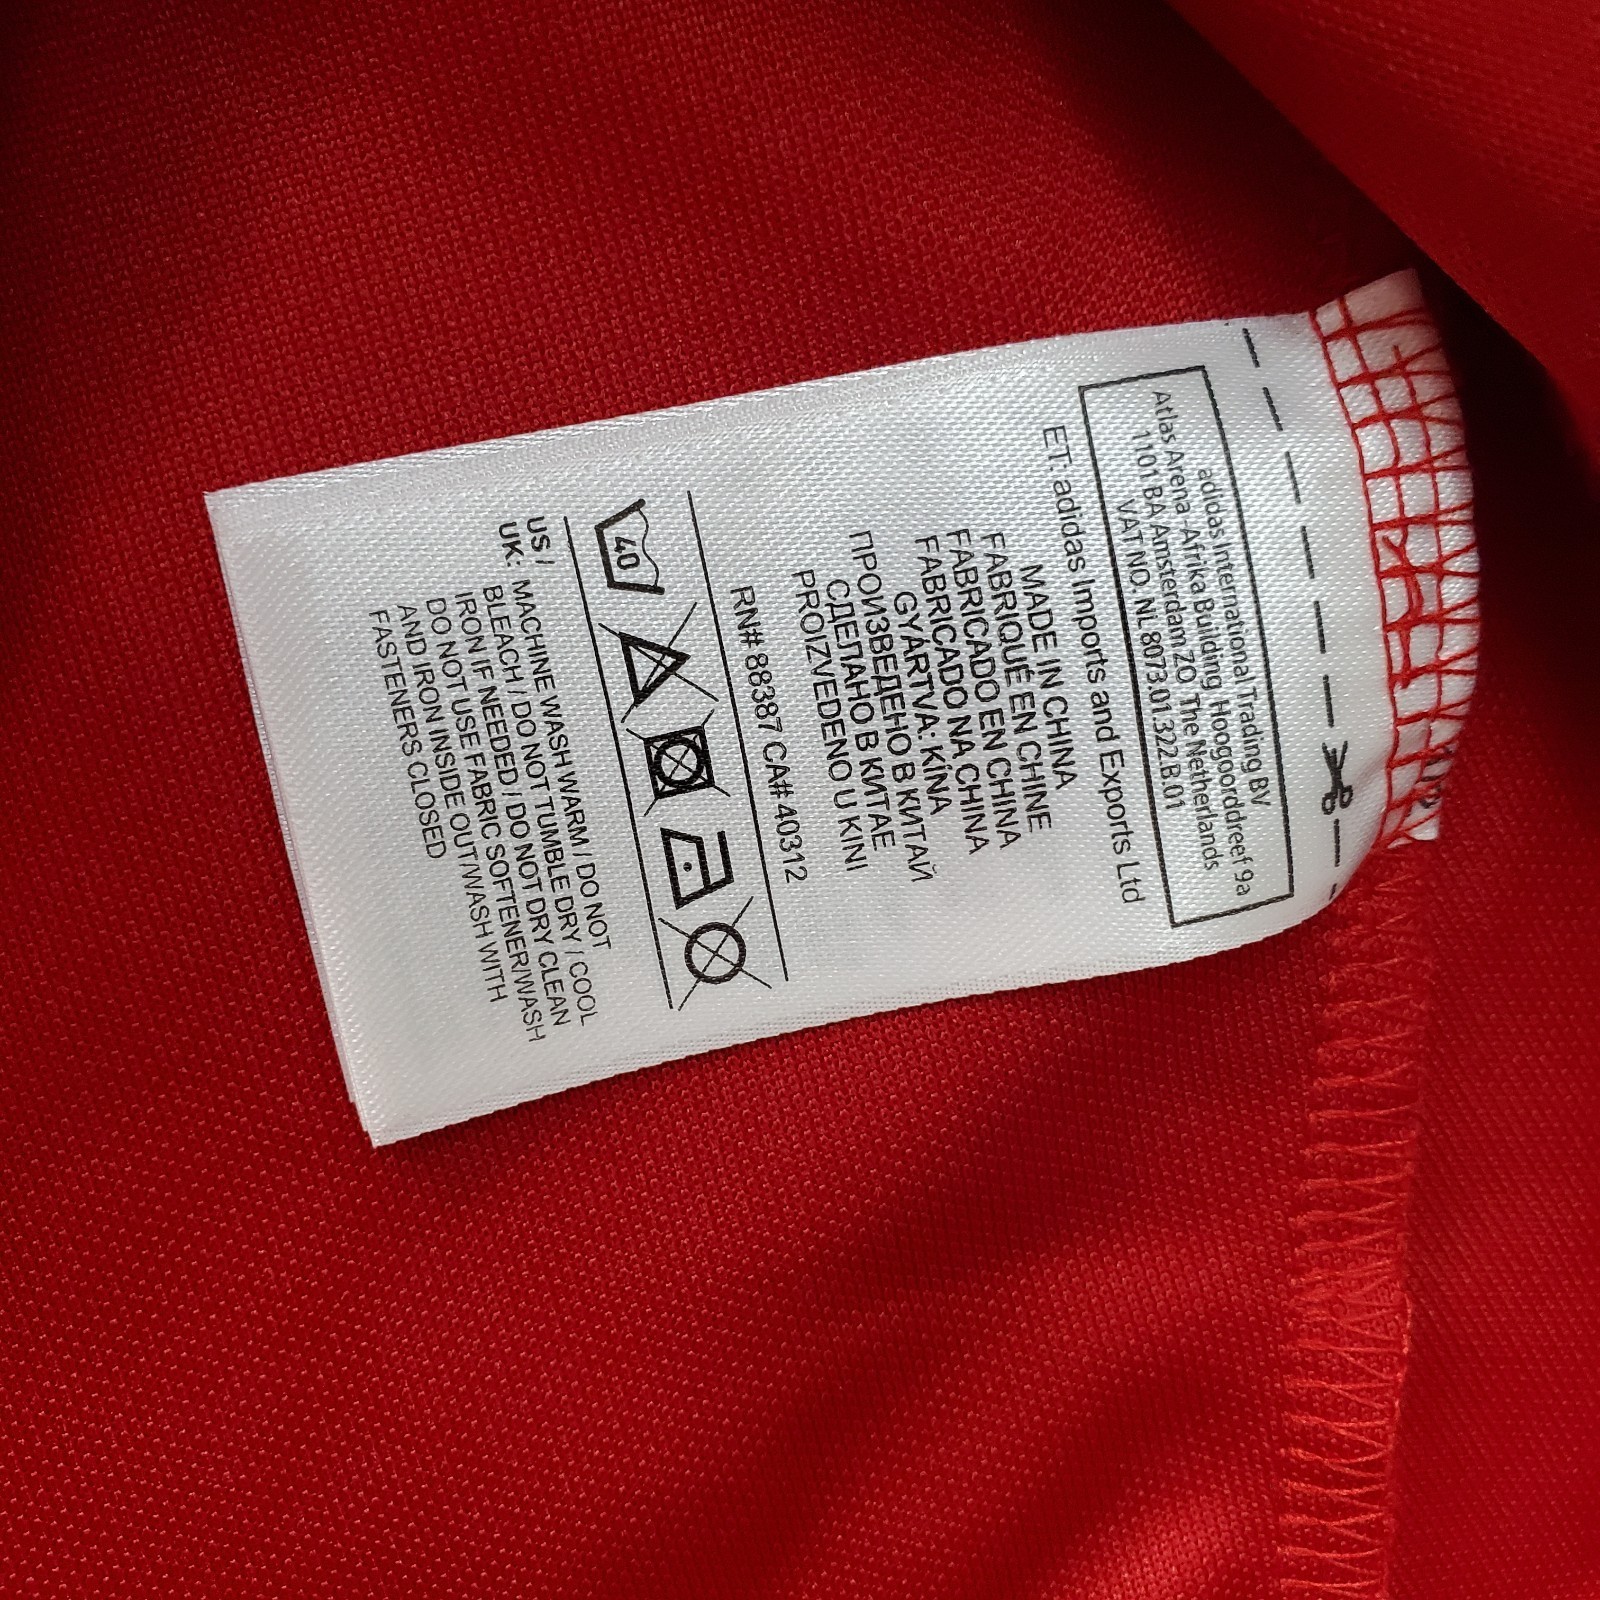 adidas International Trading BV
Atlas Arena-Afrika Building Hoogoorddreef 9a
1101 BA Amsterdam ZO, The Netherlands
VAT NO. NL 8073.01.322.B.01
ET: adidas Imports and Exports Ltd
MADE IN CHINA
FABRIQUÉ EN CHINE
FABRICADO EN CHINA
FABRICADO NA CHINA
GYÁRTVA: KÍNA
ПРОИЗВЕДЕНО В КИТАЙ
СДЕЛАНО В КИТАЕ
PROIZVEDENO U KINI
RN# 88387 CA# 40312
40
US /
UK: MACHINE WASH WARM / DO NOT
BLEACH / DO NOT TUMBLE DRY / COOL
IRON IF NEEDED / DO NOT DRY CLEAN
DO NOT USE FABRIC SOFTENER/WASH
AND IRON INSIDE OUT/WASH WITH
FASTENERS CLOSED